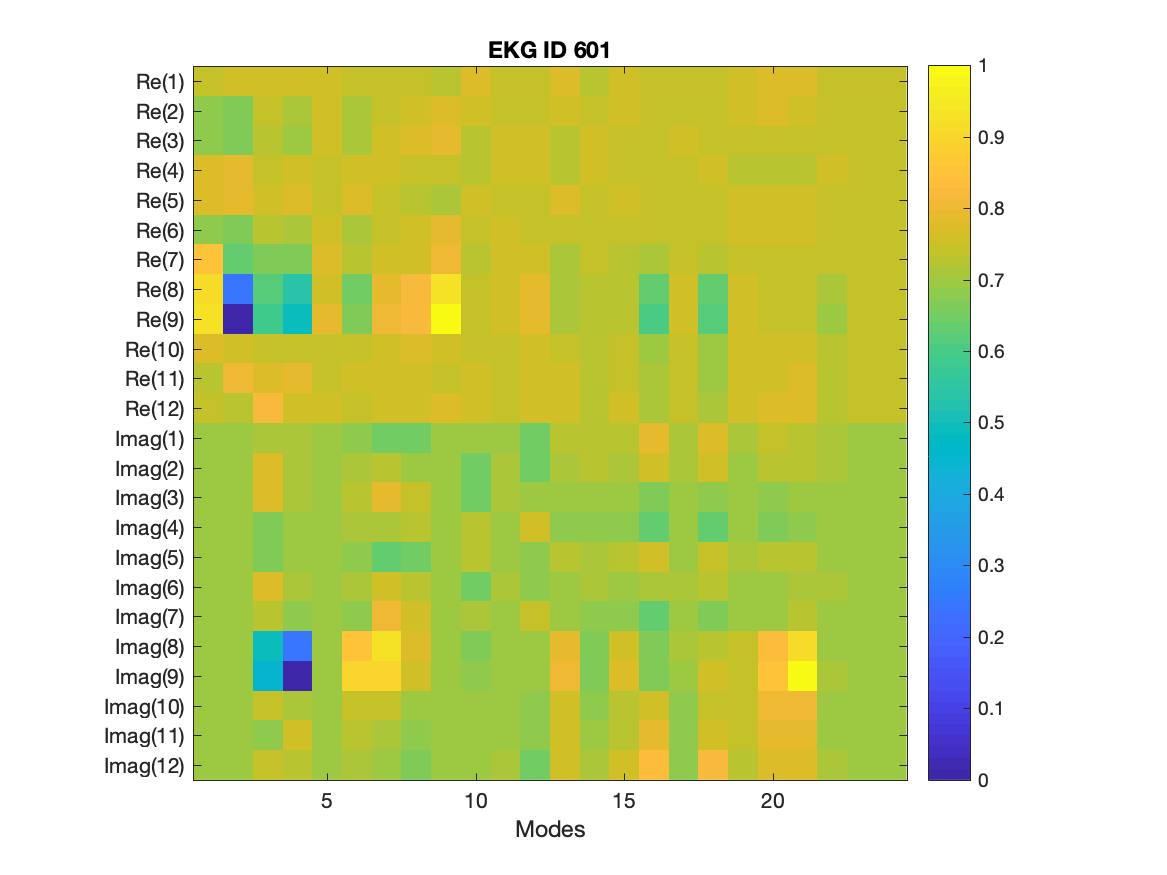 EKG ID 601
Re(1)
Re(2)
Re(3)
Re(4)
Re(5)
Re(6)
Re(7)
Re(8)
Re(9)
Re(10)
Re(11)
Re(12)
Imag(1)
Imag(2)
Imag(3)
Imag(4)
Imag(5)
Imag(6)
Imag(7)
Imag(8)
Imag(9)
Imag(10)
Imag(11)
Imag(12)
5 10 15 20
Modes
1
0.9
0.8
0.7
0.6
0.5
0.4
0.3
0.2
0.1
0